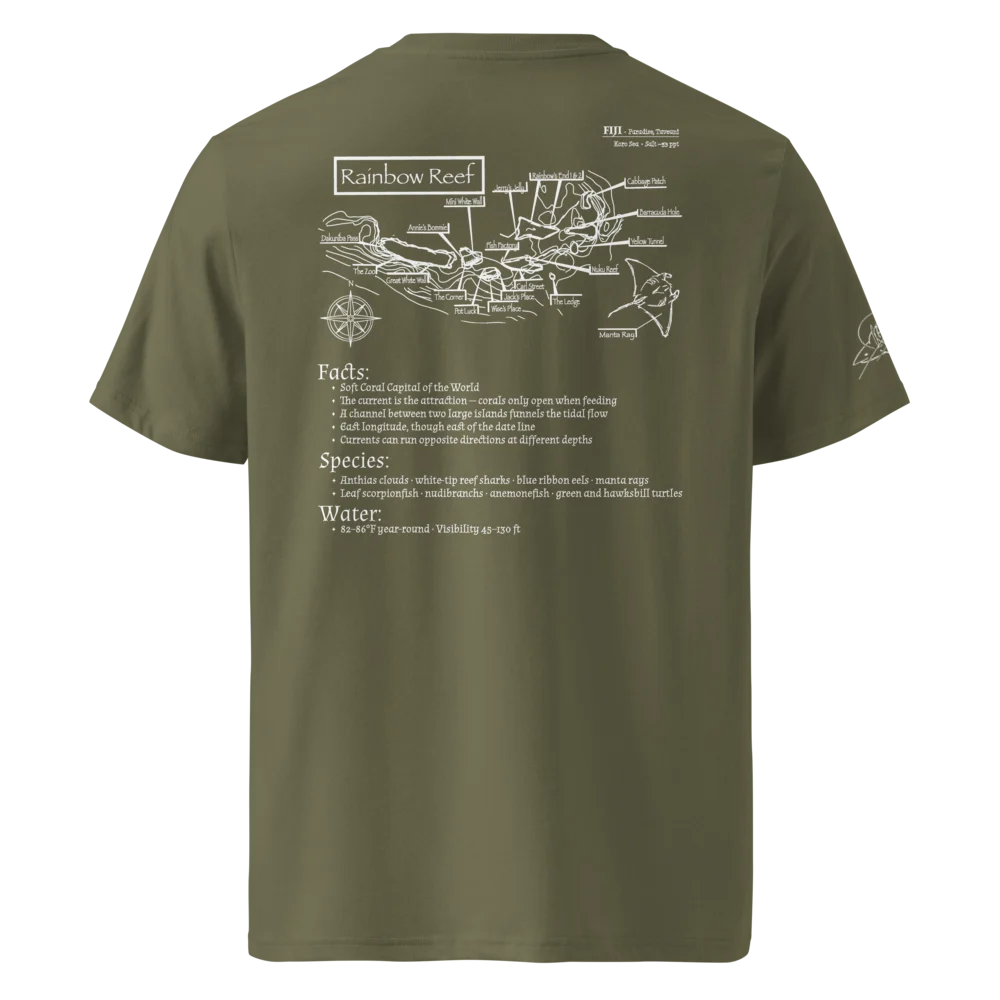 FIJI - Paradise, Taveuni
Koro Sea - Salt ~35 ppt
Rainbow Reef
Rainbow's End 1 & 2
Cabbage Patch
Jerry's Jelly
Mini White Wall
Barracuda Hole
Annie's Bommie
Dakuniba Pass
Fish Factory
Yellow Tunnel
The Zoo
Great White Wall
Nuku Reef
Carl Street
The Corner
Jack's Place
The Ledge
Pot Luck
Wise's Place
N
Manta Ray
Facts:
• Soft Coral Capital of the World
• The current is the attraction — corals only open when feeding
• A channel between two large islands funnels the tidal flow
• East longitude, though east of the date line
• Currents can run opposite directions at different depths
Species:
• Anthias clouds · white-tip reef sharks · blue ribbon eels · manta rays
• Leaf scorpionfish · nudibranchs · anemonefish · green and hawksbill turtles
Water:
• 82–86°F year-round · Visibility 45–130 ft